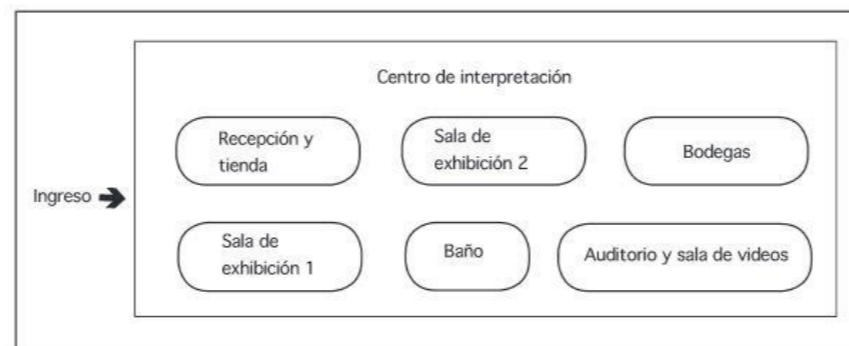 Centro de interpretación
Recepción y
tienda
Sala de
exhibición 2
Bodegas
Ingreso
Sala de
exhibición 1
Baño
Auditorio y sala de videos